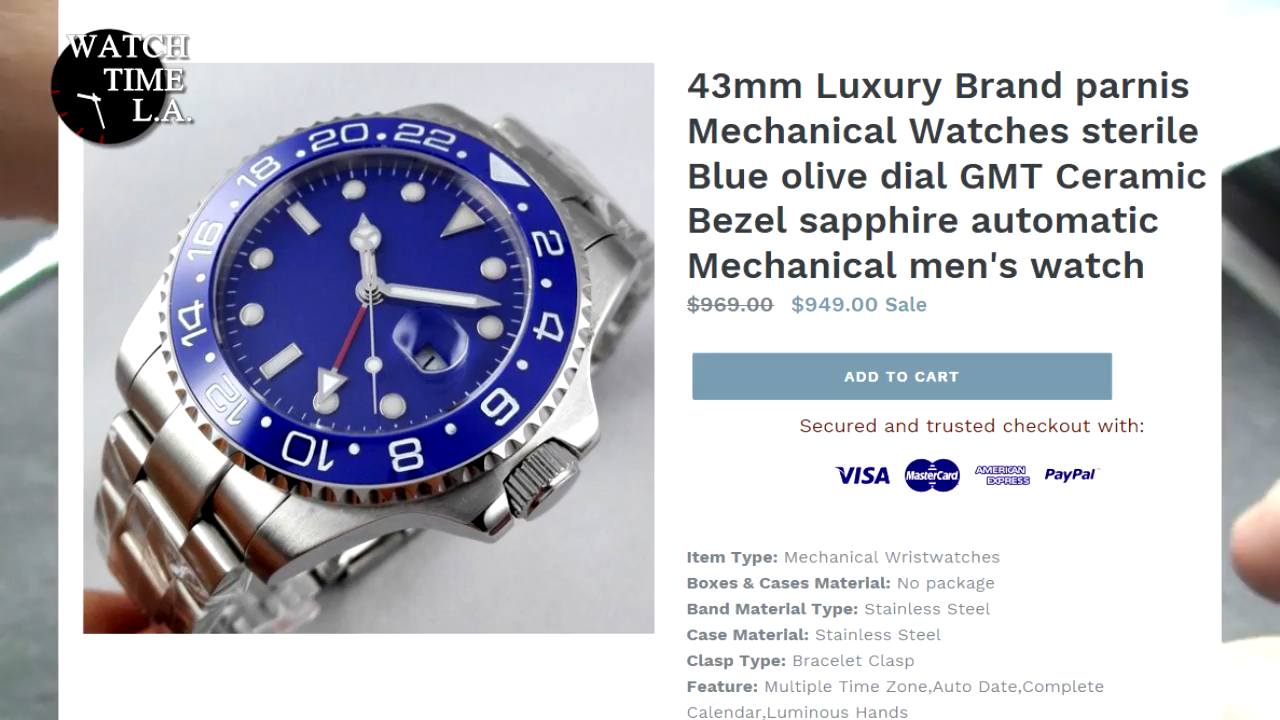 WATCH
TIME
L.A.
20 22
18
16
14
12
10
8
6
4
2
43mm Luxury Brand parnis
Mechanical Watches sterile
Blue olive dial GMT Ceramic
Bezel sapphire automatic
Mechanical men's watch
$969.00 $949.00 Sale
ADD TO CART
Secured and trusted checkout with:
VISA MasterCard AMERICAN EXPRESS PayPal
Item Type: Mechanical Wristwatches
Boxes & Cases Material: No package
Band Material Type: Stainless Steel
Case Material: Stainless Steel
Clasp Type: Bracelet Clasp
Feature: Multiple Time Zone,Auto Date,Complete
Calendar,Luminous Hands